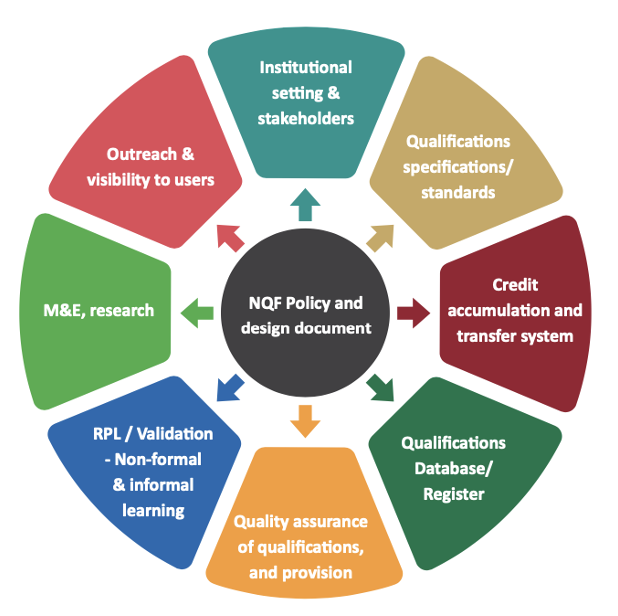 Institutional
setting &
stakeholders
Qualifications
specifications/
standards
Credit
accumulation and
transfer system
Qualifications
Database/
Register
Quality assurance
of qualifications,
and provision
RPL / Validation
- Non-formal
& informal
learning
M&E, research
Outreach &
visibility to users
NQF Policy and
design document